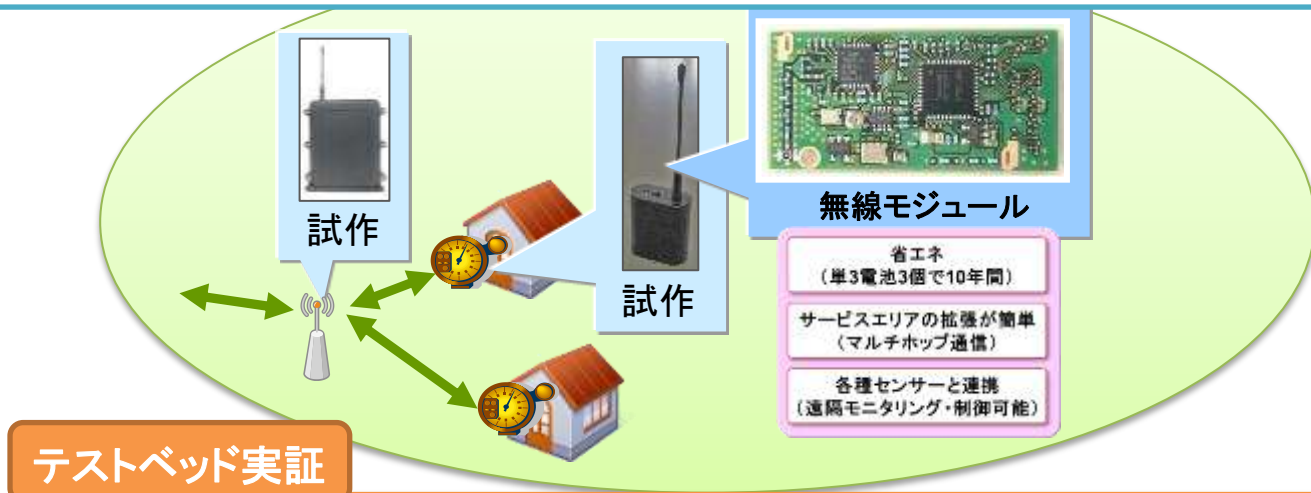 試作
試作
無線モジュール
省エネ
(単3電池3個で10年間)
サービスエリアの拡張が簡単
(マルチホップ通信)
各種センサーと連携
(遠隔モニタリング・制御可能)
テストベッド実証